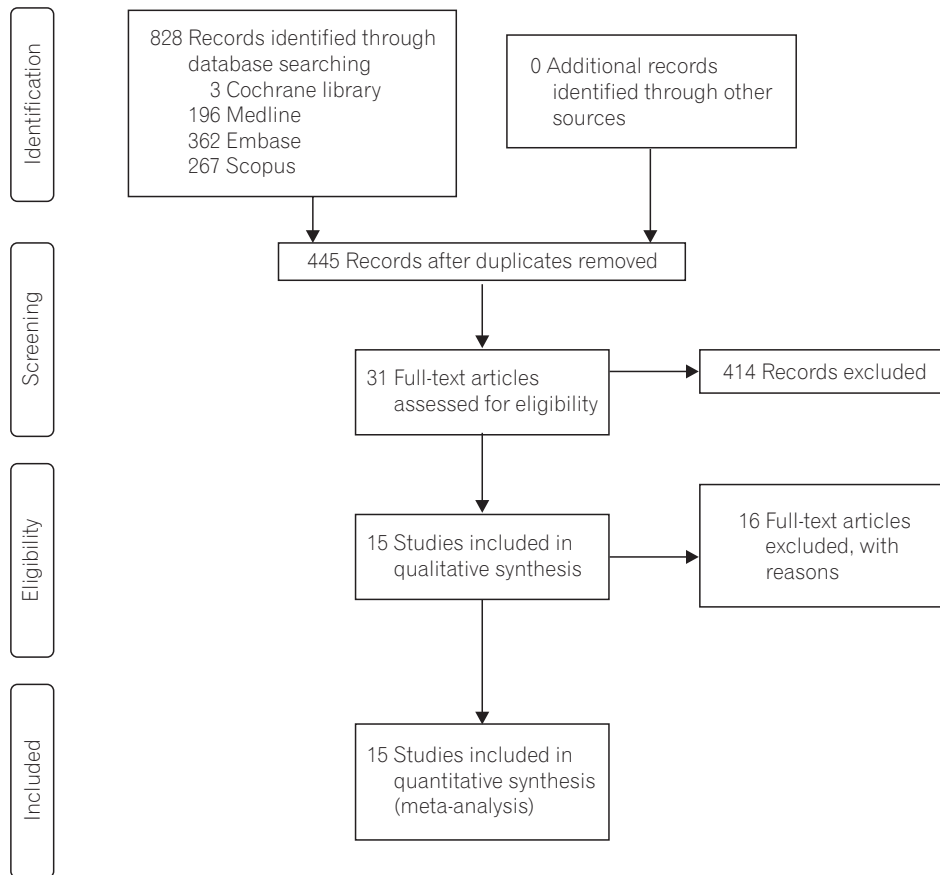 Identification
828 Records identified through
database searching
3 Cochrane library
196 Medline
362 Embase
267 Scopus
0 Additional records
identified through other
sources
Screening
445 Records after duplicates removed
31 Full-text articles
assessed for eligibility
414 Records excluded
Eligibility
15 Studies included in
qualitative synthesis
16 Full-text articles
excluded, with
reasons
Included
15 Studies included in
quantitative synthesis
(meta-analysis)